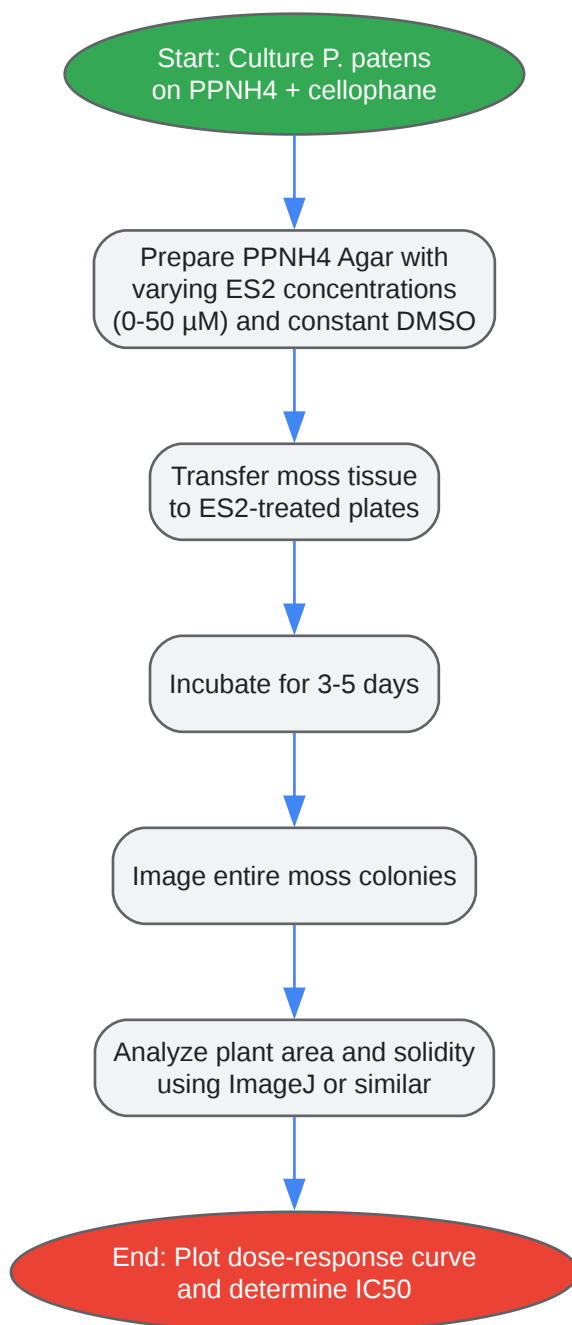 Start: Culture P. patens
on PPNH4 + cellophane
Prepare PPNH4 Agar with
varying ES2 concentrations
(0-50 µM) and constant DMSO
Transfer moss tissue
to ES2-treated plates
Incubate for 3-5 days
Image entire moss colonies
Analyze plant area and solidity
using ImageJ or similar
End: Plot dose-response curve
and determine IC50